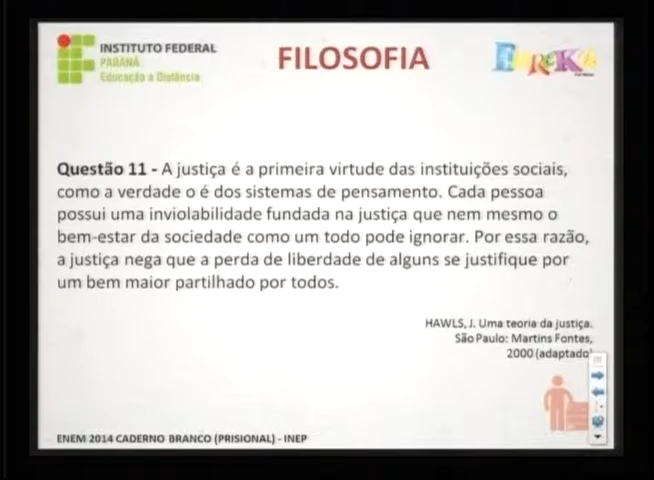 INSTITUTO FEDERAL
PARANÁ
Educação a Distância
FILOSOFIA
EUREKA
Questão 11 - A justiça é a primeira virtude das instituições sociais,
como a verdade o é dos sistemas de pensamento. Cada pessoa
possui uma inviolabilidade fundada na justiça que nem mesmo o
bem-estar da sociedade como um todo pode ignorar. Por essa razão,
a justiça nega que a perda de liberdade de alguns se justifique por
um bem maior partilhado por todos.
HAWLS, J. Uma teoria da justiça.
São Paulo: Martins Fontes,
2000 (adaptado)
ENEM 2014 CADERNO BRANCO (PRISIONAL) - INEP